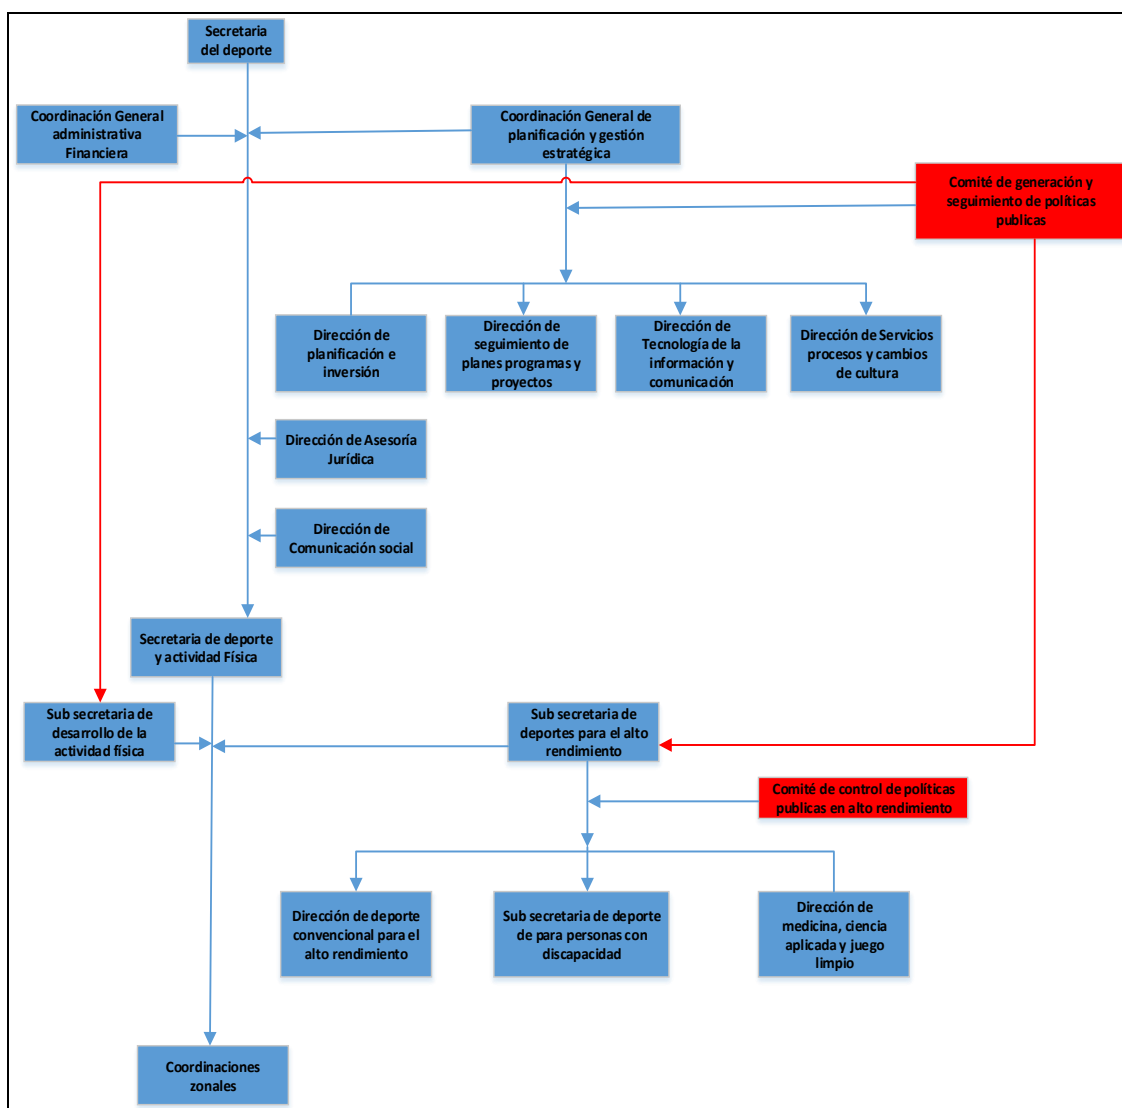 Secretaria
del deporte
Coordinación General
administrativa
Financiera
Coordinación General de
planificación y gestión
estratégica
Comité de generación y
seguimiento de políticas
publicas
Dirección de
planificación e
inversión
Dirección de
seguimiento de
planes programas y
proyectos
Dirección de
Tecnología de la
información y
comunicación
Dirección de Servicios
procesos y cambios
de cultura
Dirección de Asesoría
Jurídica
Dirección de
Comunicación social
Secretaria de deporte
y actividad Física
Sub secretaria de
desarrollo de la
actividad física
Sub secretaria de
deportes para el alto
rendimiento
Comité de control de políticas
publicas en alto rendimiento
Dirección de deporte
convencional para el
alto rendimiento
Sub secretaria de deporte
de para personas con
discapacidad
Dirección de
medicina, ciencia
aplicada y juego
limpio
Coordinaciones
zonales